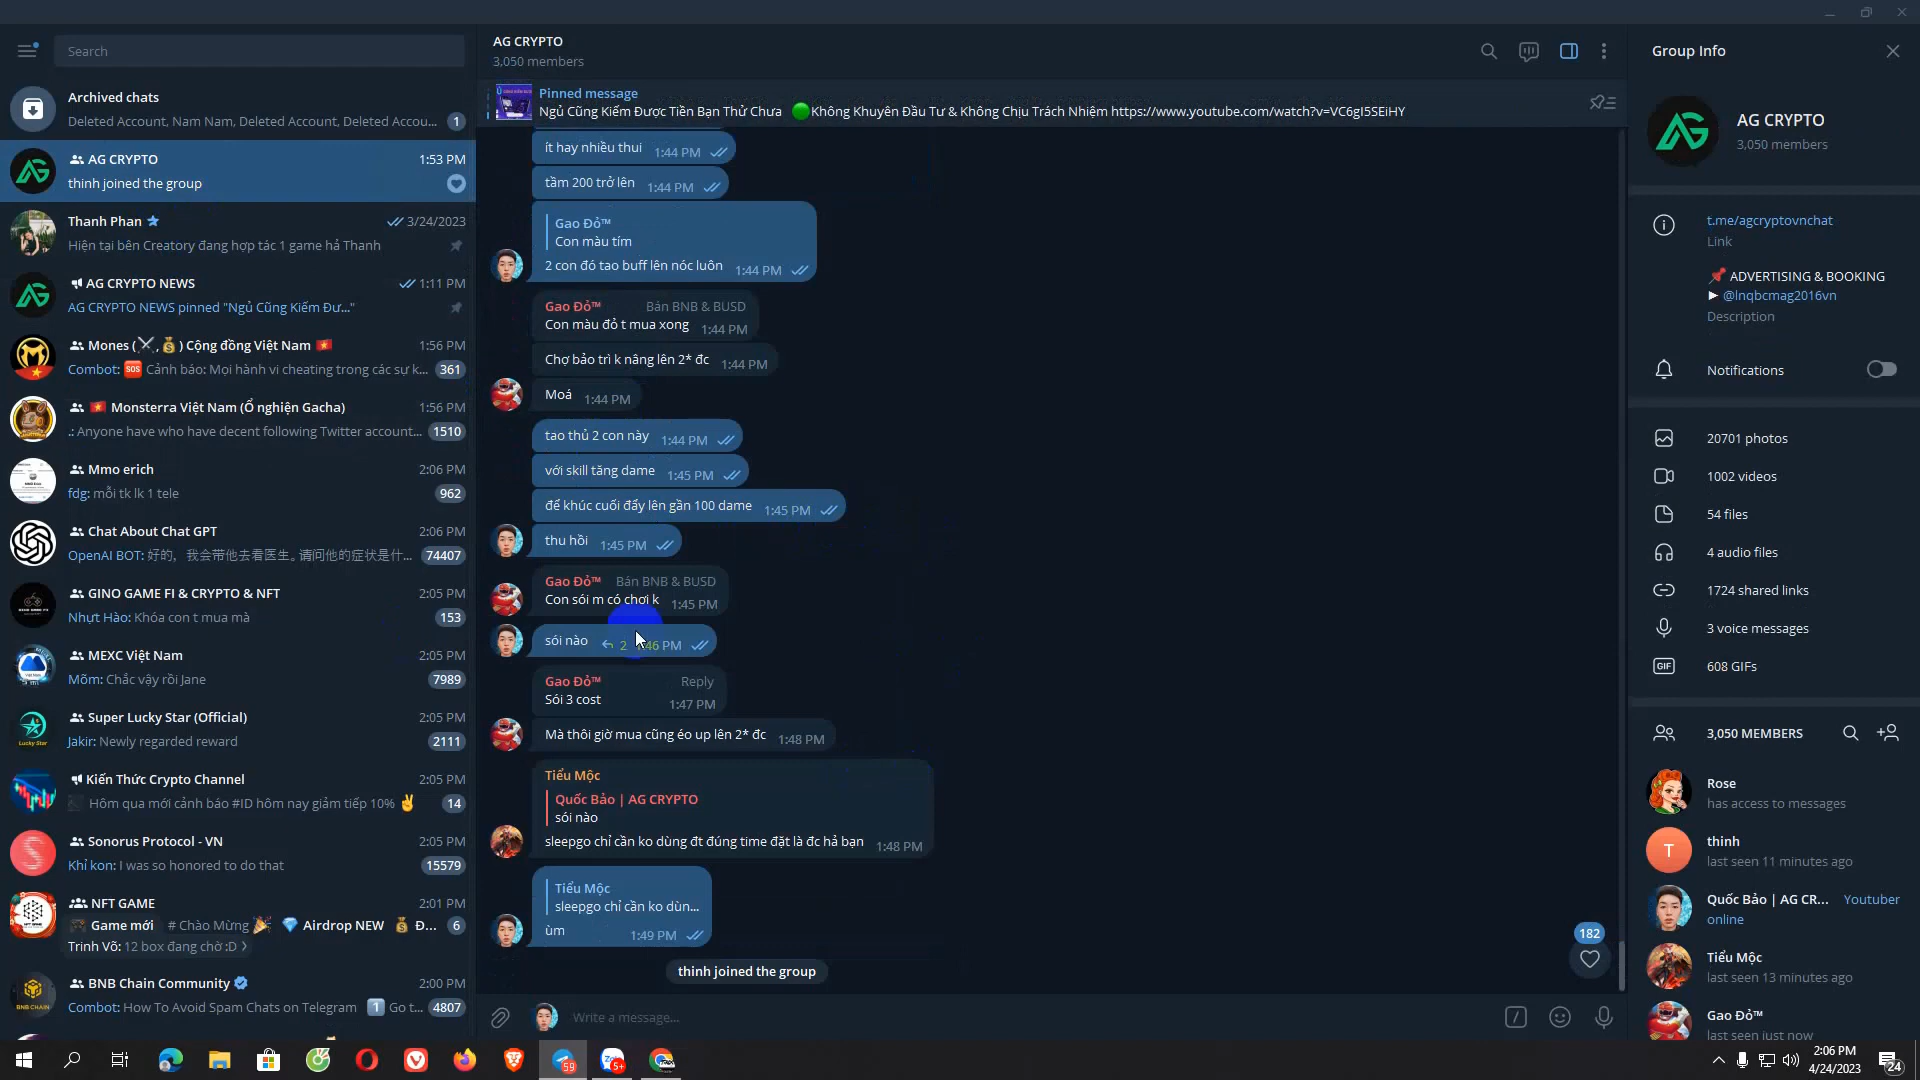 Search
Archived chats
Deleted Account, Nam Nam, Deleted Account, Deleted Accou... 1
AG CRYPTO 1:53 PM
thinh joined the group
Thanh Phan 3/24/2023
Hiện tại bên Creatory đang hợp tác 1 game hả Thanh
AG CRYPTO NEWS 1:11 PM
AG CRYPTO NEWS pinned "Ngủ Cũng Kiếm Đư..."
Mones (⚔️,💰) Cộng đồng Việt Nam 🇻🇳 1:56 PM
Combot: 🆘 Cảnh báo: Mọi hành vi cheating trong các sự k... 361
🇻🇳 Monsterra Việt Nam (Ổ nghiện Gacha) 1:56 PM
.: Anyone have who have decent following Twitter account... 1510
Mmo erich 2:06 PM
fdg: mỗi tk lk 1 tele 962
Chat About Chat GPT 2:06 PM
OpenAI BOT: 好的，我会带他去看医生。请问他的症状是什... 74407
GINO GAME FI & CRYPTO & NFT 2:05 PM
Nhựt Hào: Khóa con t mua mà 153
MEXC Việt Nam 2:05 PM
Mõm: Chắc vậy rồi Jane 7989
Super Lucky Star (Official) 2:05 PM
Jakir: Newly regarded reward 2111
Kiến Thức Crypto Channel 2:05 PM
Hôm qua mới cảnh báo #ID hôm nay giảm tiếp 10% ✌️ 14
Sonorus Protocol - VN 2:05 PM
Khỉ kon: I was so honored to do that 15579
NFT GAME 2:01 PM
🎮 Game mới # Chào Mừng 🎉 💎 Airdrop NEW 💰 Đ... 6
Trinh Võ: 12 box đang chờ :D >
BNB Chain Community 2:00 PM
Combot: How To Avoid Spam Chats on Telegram 1️⃣ Go t... 4807
AG CRYPTO
3,050 members
Pinned message
Ngủ Cũng Kiếm Được Tiền Bạn Thử Chưa 🟢Không Khuyên Đầu Tư & Không Chịu Trách Nhiệm https://www.youtube.com/watch?v=VC6gI5SEiHY
ít hay nhiều thui 1:44 PM
tầm 200 trở lên 1:44 PM
Gao Đỏ™
Con màu tím
2 con đó tao buff lên nóc luôn 1:44 PM
Gao Đỏ™ Bán BNB & BUSD
Con màu đỏ t mua xong 1:44 PM
Chợ bảo trì k nâng lên 2* đc 1:44 PM
Moá 1:44 PM
tao thủ 2 con này 1:44 PM
với skill tăng dame 1:45 PM
để khúc cuối đẩy lên gần 100 dame 1:45 PM
thu hồi 1:45 PM
Gao Đỏ™ Bán BNB & BUSD
Con sói m có chơi k 1:45 PM
sói nào 2 1:46 PM
Gao Đỏ™ Reply
Sói 3 cost 1:47 PM
Mà thôi giờ mua cũng éo up lên 2* đc 1:48 PM
Tiểu Mộc
Quốc Bảo | AG CRYPTO
sói nào
sleepgo chỉ cần ko dùng đt đúng time đặt là đc hả bạn 1:48 PM
Tiểu Mộc
sleepgo chỉ cần ko dùn...
ùm 1:49 PM
182
thinh joined the group
Write a message...
Group Info
AG CRYPTO
3,050 members
t.me/agcryptovnchat
Link
📌 ADVERTISING & BOOKING
► @lnqbcmag2016vn
Description
Notifications
20701 photos
1002 videos
54 files
4 audio files
1724 shared links
3 voice messages
GIF 608 GIFs
3,050 MEMBERS
Rose
has access to messages
T thinh
last seen 11 minutes ago
Quốc Bảo | AG CR... Youtuber
online
Tiểu Mộc
last seen 13 minutes ago
Gao Đỏ™
last seen just now
59
5+
2:06 PM
4/24/2023
24